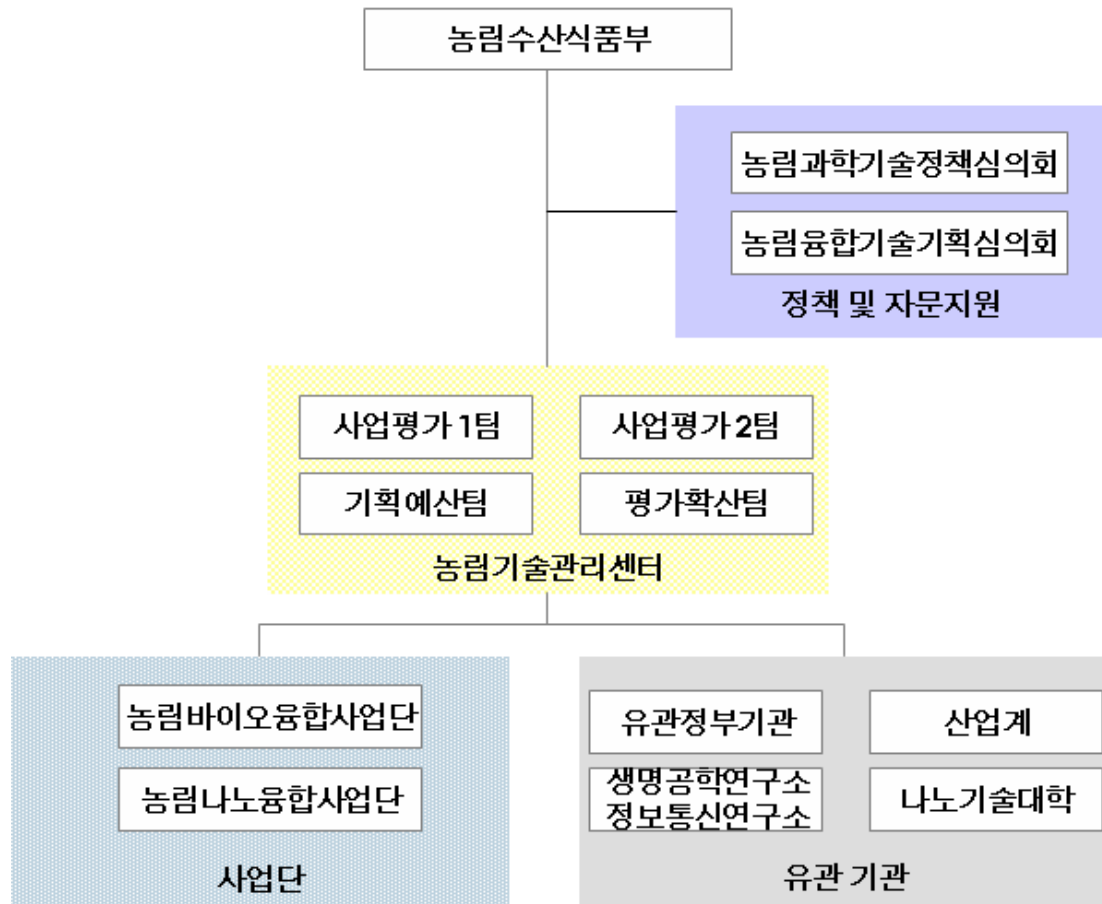 농림수산식품부
농림과학기술정책심의회
농림융합기술기획심의회
정책 및 자문지원
사업평가 1팀
사업평가 2팀
기획예산팀
평가확산팀
농림기술관리센터
농림바이오융합사업단
농림나노융합사업단
사업단
유관정부기관
산업계
생명공학연구소
정보통신연구소
나노기술대학
유관 기관